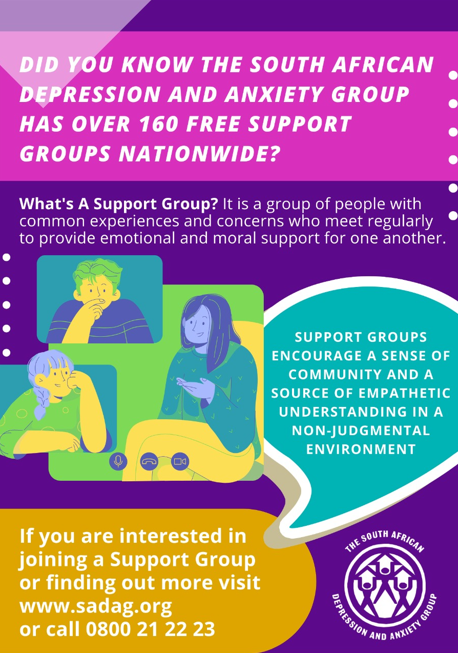 DID YOU KNOW THE SOUTH AFRICAN
DEPRESSION AND ANXIETY GROUP
HAS OVER 160 FREE SUPPORT
GROUPS NATIONWIDE?
What's A Support Group? It is a group of people with
common experiences and concerns who meet regularly
to provide emotional and moral support for one another.
SUPPORT GROUPS
ENCOURAGE A SENSE OF
COMMUNITY AND A
SOURCE OF EMPATHETIC
UNDERSTANDING IN A
NON-JUDGMENTAL
ENVIRONMENT
If you are interested in
joining a Support Group
or finding out more visit
www.sadag.org
or call 0800 21 22 23
THE SOUTH AFRICAN
DEPRESSION AND ANXIETY GROUP